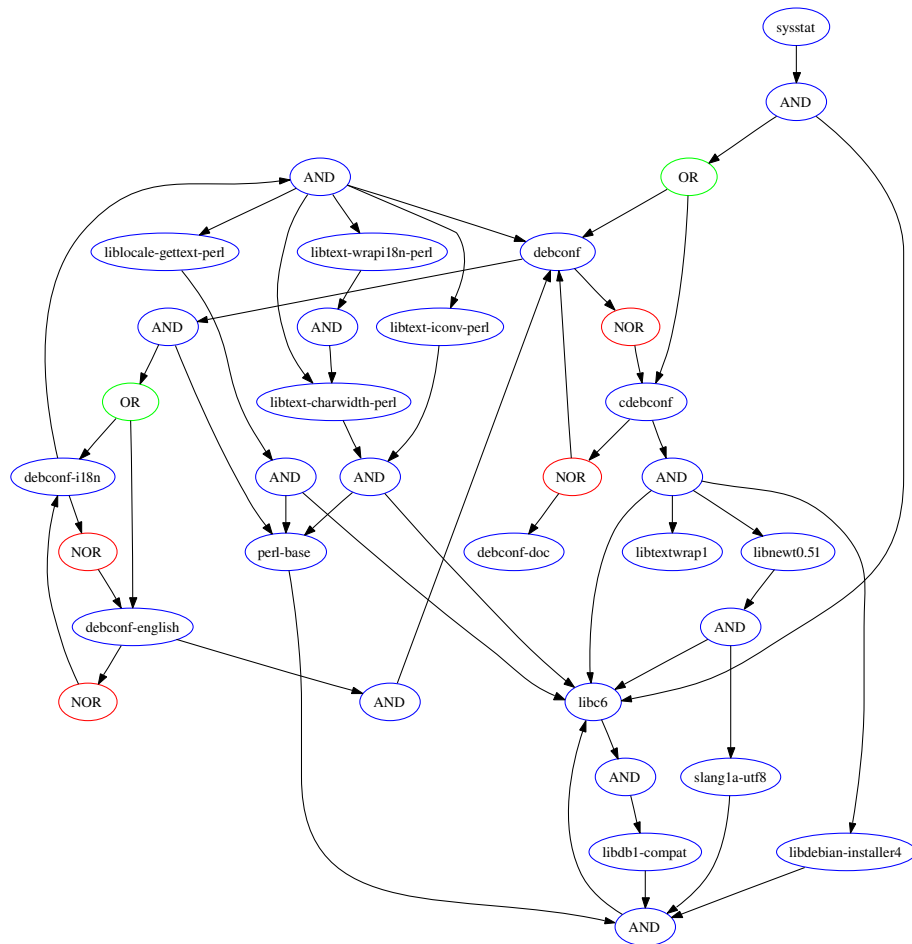 sysstat
AND
AND
OR
liblocale-gettext-perl
libtext-wrapi18n-perl
debconf
AND
AND
libtext-iconv-perl
NOR
OR
libtext-charwidth-perl
cdebconf
debconf-i18n
AND
AND
NOR
AND
NOR
perl-base
debconf-doc
libtextwrap1
libnewt0.51
debconf-english
AND
NOR
AND
libc6
AND
slang1a-utf8
libdb1-compat
libdebian-installer4
AND